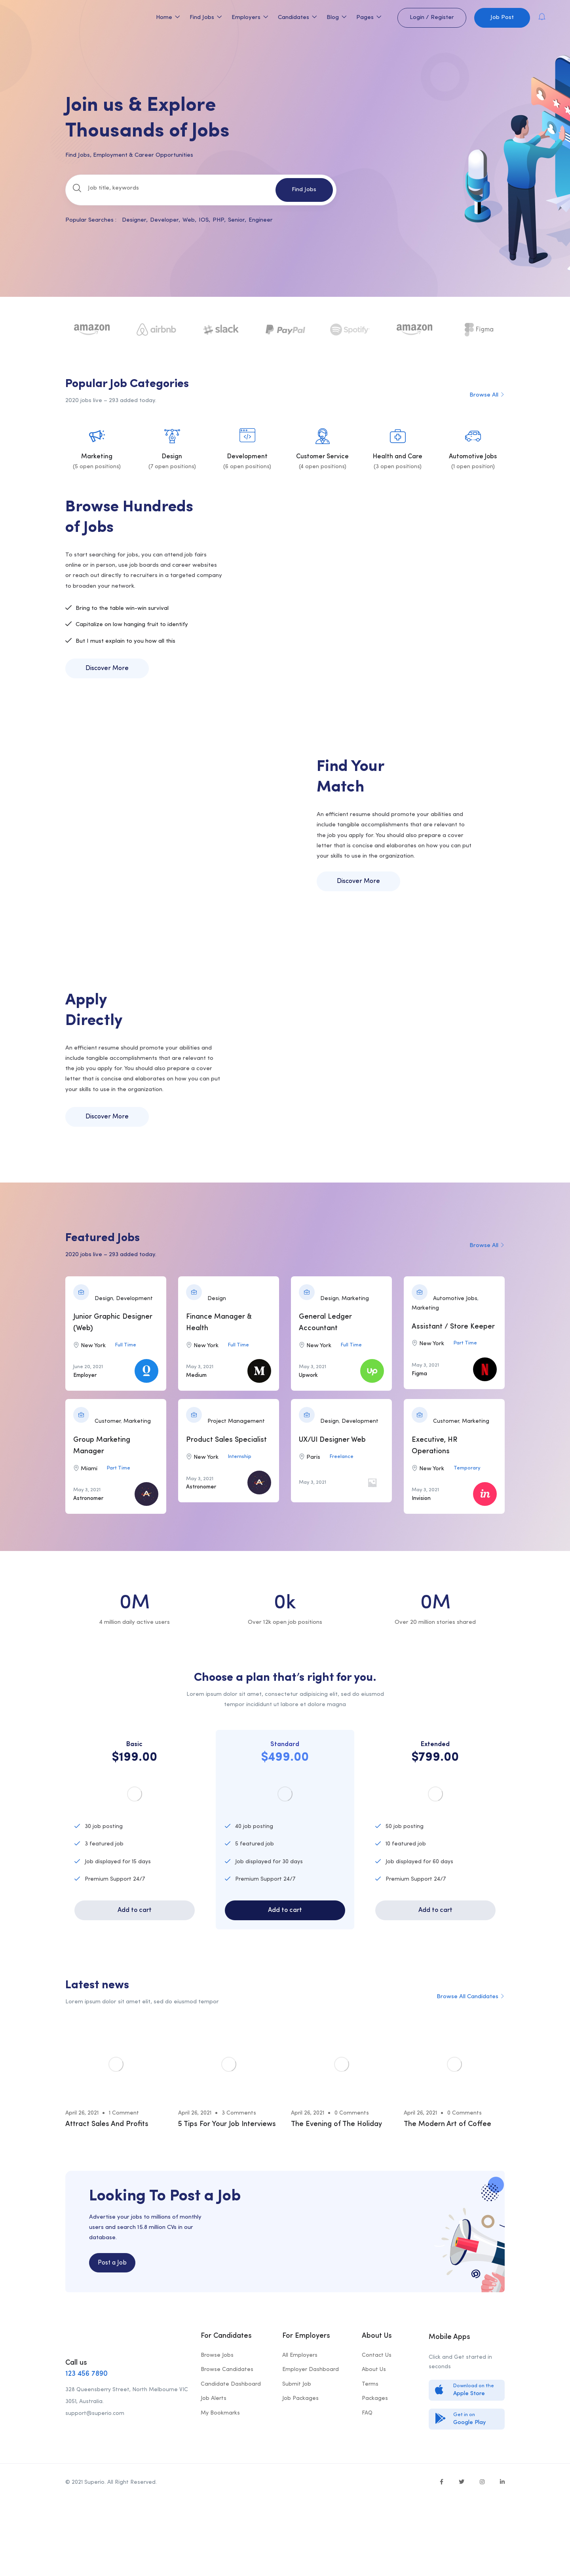 Home Find Jobs Employers Candidates Blog Pages Login / Register Job Post
Join us & Explore
Thousands of Jobs
Find Jobs, Employment & Career Opportunities
Job title, keywords
Find Jobs
Popular Searches : Designer, Developer, Web, IOS, PHP, Senior, Engineer
amazon airbnb slack PayPal Spotify amazon Figma
Popular Job Categories
2020 jobs live – 293 added today.
Browse All
Marketing
(5 open positions)
Design
(7 open positions)
Development
(6 open positions)
Customer Service
(4 open positions)
Health and Care
(3 open positions)
Automotive Jobs
(1 open position)
Browse Hundreds
of Jobs
To start searching for jobs, you can attend job fairs
online or in person, use job boards and career websites
or reach out directly to recruiters in a targeted company
to broaden your network.
Bring to the table win-win survival
Capitalize on low hanging fruit to identify
But I must explain to you how all this
Discover More
Find Your
Match
An efficient resume should promote your abilities and
include tangible accomplishments that are relevant to
the job you apply for. You should also prepare a cover
letter that is concise and elaborates on how you can put
your skills to use in the organization.
Discover More
Apply
Directly
An efficient resume should promote your abilities and
include tangible accomplishments that are relevant to
the job you apply for. You should also prepare a cover
letter that is concise and elaborates on how you can put
your skills to use in the organization.
Discover More
Featured Jobs
2020 jobs live – 293 added today.
Browse All
Design, Development
Junior Graphic Designer
(Web)
New York Full Time
June 20, 2021
Employer
Design
Finance Manager &
Health
New York Full Time
May 3, 2021
Medium
M
Design, Marketing
General Ledger
Accountant
New York Full Time
May 3, 2021
Upwork
Up
Automotive Jobs,
Marketing
Assistant / Store Keeper
New York Part Time
May 3, 2021
Figma
N
Customer, Marketing
Group Marketing
Manager
Miami Part Time
May 3, 2021
Astronomer
Project Management
Product Sales Specialist
New York Internship
May 3, 2021
Astronomer
Design, Development
UX/UI Designer Web
Paris Freelance
May 3, 2021
Customer, Marketing
Executive, HR
Operations
New York Temporary
May 3, 2021
Invision
in
0M
4 million daily active users
0k
Over 12k open job positions
0M
Over 20 million stories shared
Choose a plan that's right for you.
Lorem ipsum dolor sit amet, consectetur adipisicing elit, sed do eiusmod
tempor incididunt ut labore et dolore magna
Basic
$199.00
30 job posting
3 featured job
Job displayed for 15 days
Premium Support 24/7
Add to cart
Standard
$499.00
40 job posting
5 featured job
Job displayed for 30 days
Premium Support 24/7
Add to cart
Extended
$799.00
50 job posting
10 featured job
Job displayed for 60 days
Premium Support 24/7
Add to cart
Latest news
Lorem ipsum dolor sit amet elit, sed do eiusmod tempor
Browse All Candidates
April 26, 2021 • 1 Comment
Attract Sales And Profits
April 26, 2021 • 3 Comments
5 Tips For Your Job Interviews
April 26, 2021 • 0 Comments
The Evening of The Holiday
April 26, 2021 • 0 Comments
The Modern Art of Coffee
Looking To Post a Job
Advertise your jobs to millions of monthly
users and search 15.8 million CVs in our
database.
Post a Job
Call us
123 456 7890
328 Queensberry Street, North Melbourne VIC
3051, Australia.
support@superio.com
For Candidates
Browse Jobs
Browse Candidates
Candidate Dashboard
Job Alerts
My Bookmarks
For Employers
All Employers
Employer Dashboard
Submit Job
Job Packages
About Us
Contact Us
About Us
Terms
Packages
FAQ
Mobile Apps
Click and Get started in
seconds
Download on the
Apple Store
Get in on
Google Play
© 2021 Superio. All Right Reserved.